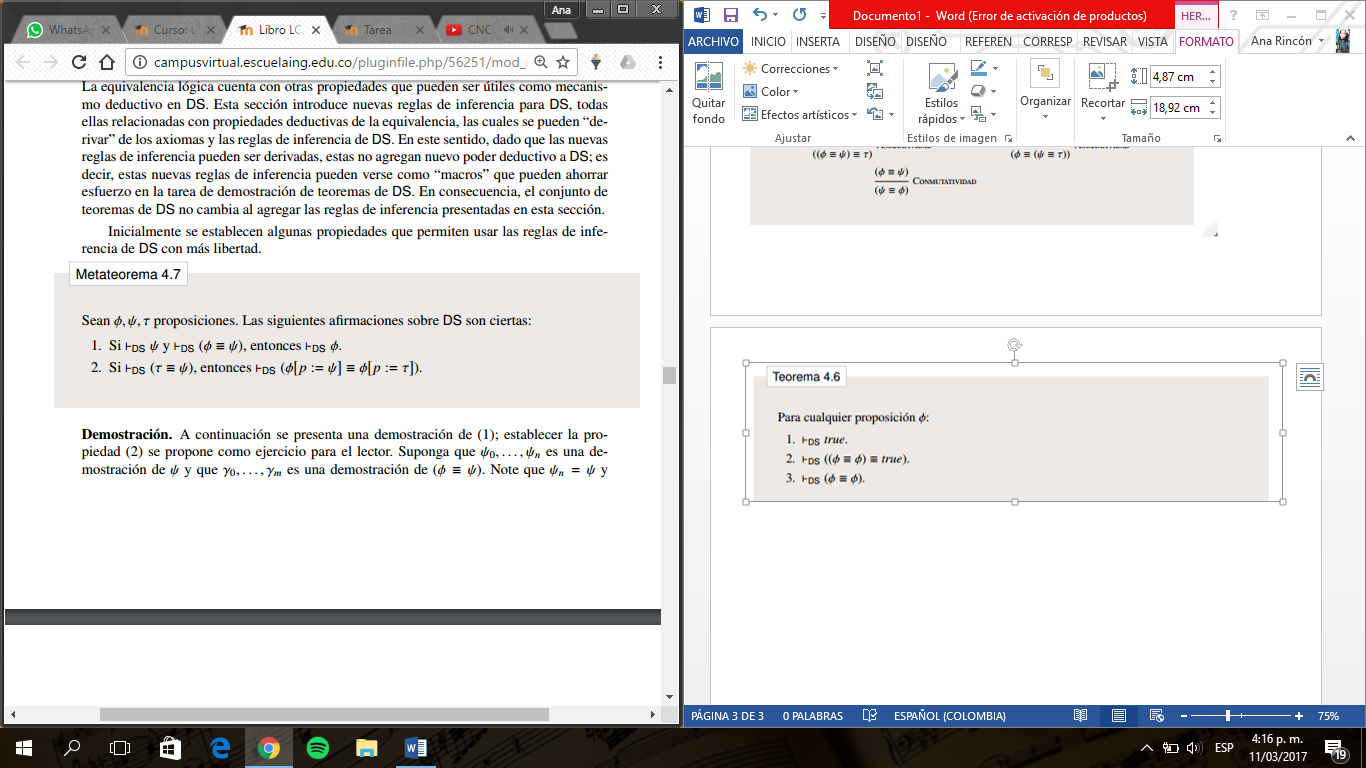 Ana
WhatsA
Curso: L
Libro LC
Tarea
CNC
campusvirtual.escuelaing.edu.co/pluginfile.php/56251/mod_
La equivalencia lógica cuenta con otras propiedades que pueden ser útiles como mecanis-
mo deductivo en DS. Esta sección introduce nuevas reglas de inferencia para DS, todas
ellas relacionadas con propiedades deductivas de la equivalencia, las cuales se pueden “de-
rivar” de los axiomas y las reglas de inferencia de DS. En este sentido, dado que las nuevas
reglas de inferencia pueden ser derivadas, estas no agregan nuevo poder deductivo a DS; es
decir, estas nuevas reglas de inferencia pueden verse como “macros” que pueden ahorrar
esfuerzo en la tarea de demostración de teoremas de DS. En consecuencia, el conjunto de
teoremas de DS no cambia al agregar las reglas de inferencia presentadas en esta sección.
Inicialmente se establecen algunas propiedades que permiten usar las reglas de infe-
rencia de DS con más libertad.
Metateorema 4.7
Sean ϕ, ψ, τ proposiciones. Las siguientes afirmaciones sobre DS son ciertas:
1. Si ⊢DS ψ y ⊢DS (ϕ ≡ ψ), entonces ⊢DS ϕ.
2. Si ⊢DS (τ ≡ ψ), entonces ⊢DS (ϕ[p := ψ] ≡ ϕ[p := τ]).
Demostración. A continuación se presenta una demostración de (1); establecer la pro-
piedad (2) se propone como ejercicio para el lector. Suponga que ψ0, . . . , ψn es una de-
mostración de ψ y que γ0, . . . , γm es una demostración de (ϕ ≡ ψ). Note que ψn = ψ y
Documento1 - Word (Error de activación de productos)
HER...
ARCHIVO INICIO INSERTA DISEÑO DISEÑO REFEREN CORRESP REVISAR VISTA FORMATO Ana Rincón
Quitar fondo
Correcciones
Color
Efectos artísticos
Ajustar
Estilos rápidos
Estilos de imagen
Organizar
Recortar
4,87 cm
18,92 cm
Tamaño
((ϕ ≡ ψ) ≡ τ)
(ϕ ≡ (ψ ≡ τ))
(ϕ ≡ ψ)
(ψ ≡ ϕ)
Conmutatividad
Teorema 4.6
Para cualquier proposición ϕ:
1. ⊢DS true.
2. ⊢DS ((ϕ ≡ ϕ) ≡ true).
3. ⊢DS (ϕ ≡ ϕ).
PÁGINA 3 DE 3 0 PALABRAS ESPAÑOL (COLOMBIA) 75%
ESP
4:16 p. m.
11/03/2017
19